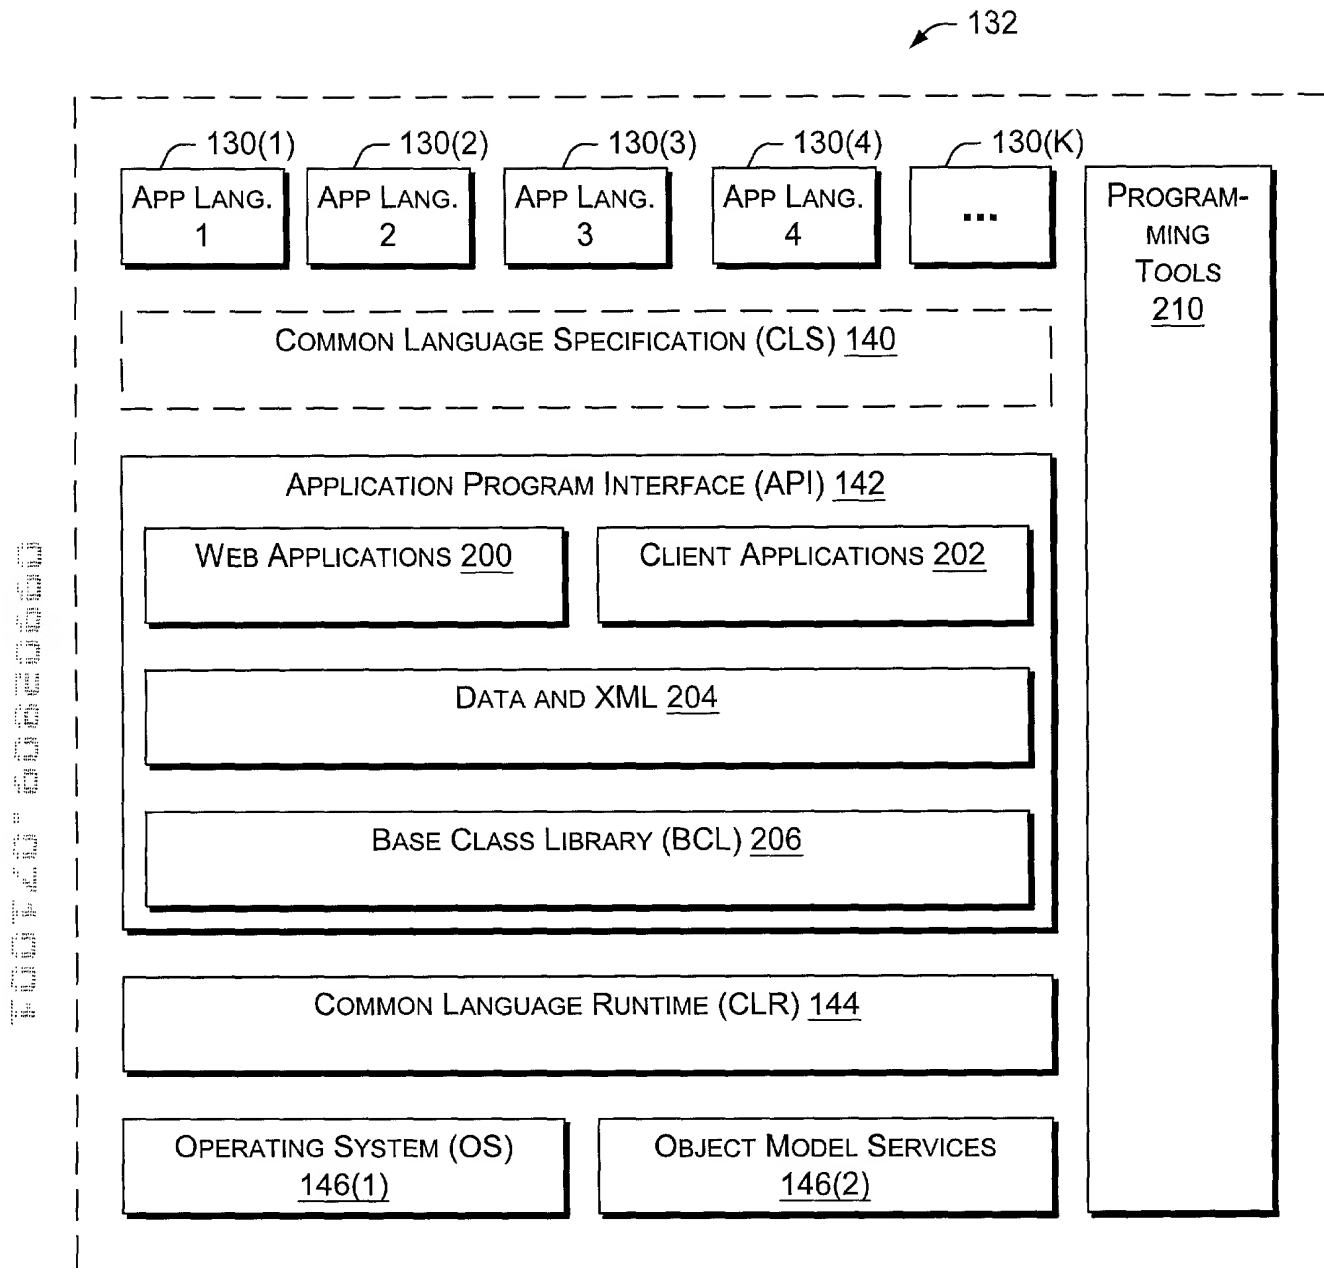 132
130(1) 130(2) 130(3) 130(4) 130(K)
APP LANG.
1
APP LANG.
2
APP LANG.
3
APP LANG.
4
...
PROGRAM-
MING
TOOLS
210
COMMON LANGUAGE SPECIFICATION (CLS) 140
APPLICATION PROGRAM INTERFACE (API) 142
WEB APPLICATIONS 200
CLIENT APPLICATIONS 202
DATA AND XML 204
BASE CLASS LIBRARY (BCL) 206
COMMON LANGUAGE RUNTIME (CLR) 144
OPERATING SYSTEM (OS)
146(1)
OBJECT MODEL SERVICES
146(2)